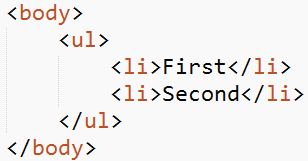 <body>
    <ul>
        <li>First</li>
        <li>Second</li>
    </ul>
</body>